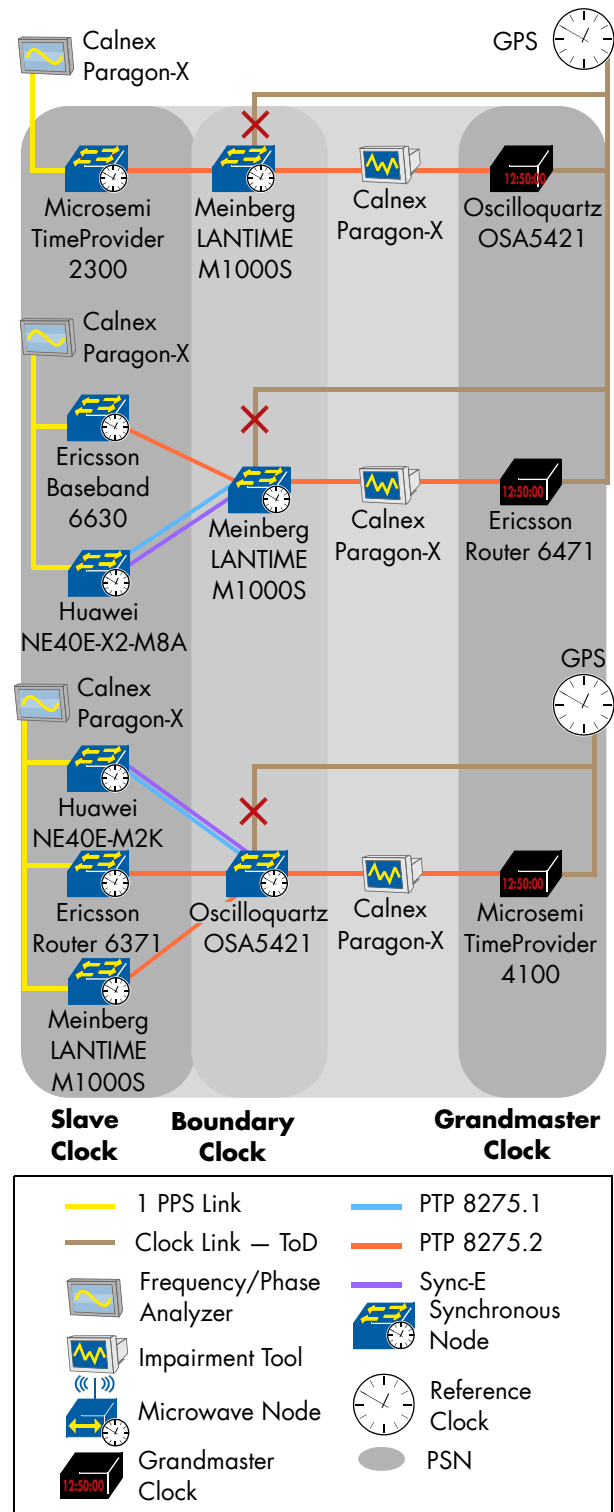 Calnex
Paragon-X
GPS
Microsemi
TimeProvider
2300
Meinberg
LANTIME
M1000S
Calnex
Paragon-X
12:50:00
Oscilloquartz
OSA5421
Calnex
Paragon-X
Ericsson
Baseband
6630
Meinberg
LANTIME
M1000S
Calnex
Paragon-X
12:50:00
Ericsson
Router 6471
Huawei
NE40E-X2-M8A
GPS
Calnex
Paragon-X
Huawei
NE40E-M2K
Ericsson
Router 6371
Oscilloquartz
OSA5421
Calnex
Paragon-X
12:50:00
Microsemi
TimeProvider
4100
Meinberg
LANTIME
M1000S
Slave
Clock
Boundary
Clock
Grandmaster
Clock
1 PPS Link
Clock Link — ToD
Frequency/Phase
Analyzer
Impairment Tool
Microwave Node
12:50:00
Grandmaster
Clock
PTP 8275.1
PTP 8275.2
Sync-E
Synchronous
Node
Reference
Clock
PSN